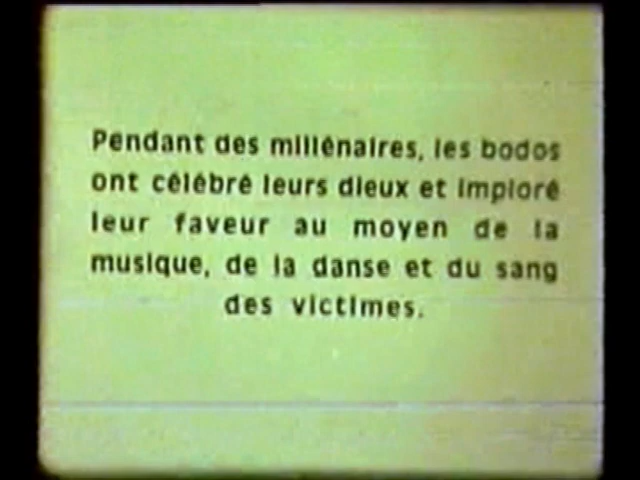 Pendant des millénaires, les bodos
ont célébré leurs dieux et imploré
leur faveur au moyen de la
musique, de la danse et du sang
des victimes.